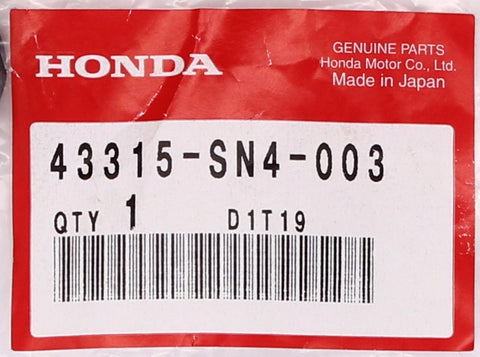 HONDA
GENUINE PARTS
Honda Motor Co., Ltd.
Made in Japan
43315-SN4-003
QTY 1 D1T19